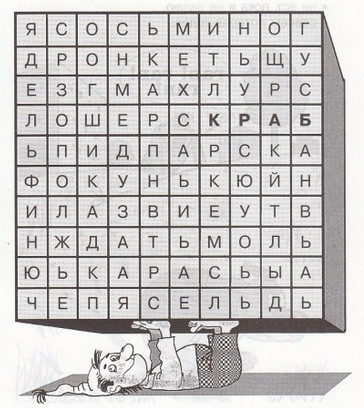 Я С О С Ь М И Н О Г
Д Р О Н К Е Т Ь Щ У
Е З Г М А Х Л У Р С
Л О Ш Е Р С К Р А Б
Ь П И Д П А Р С К А
Ф О К У Н Ь К Ю Й Н
И Л А З В И Е У Т В
Н Ж Д А Т Ь М О Л Ь
Ю Ь К А Р А С Ь Ы А
Ч Е П Я С Е Л Ь Д Ь